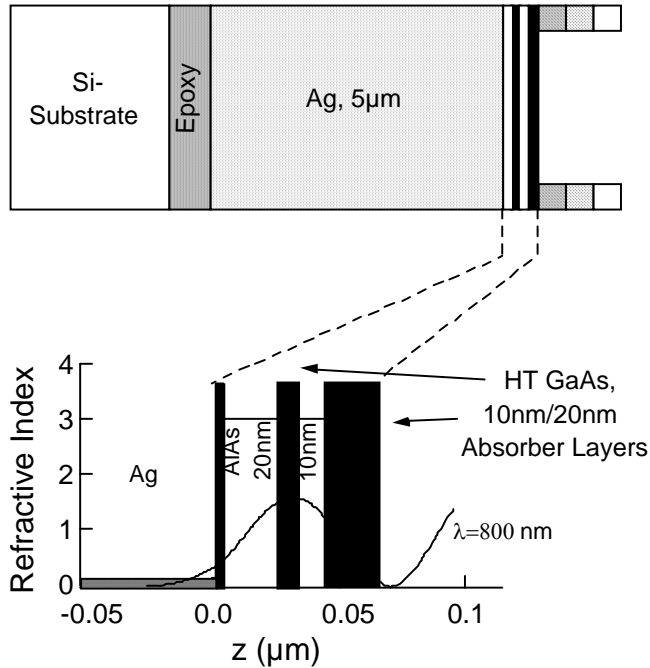 Si-
Substrate
Epoxy
Ag, 5µm
Refractive Index
4
3
2
1
0
Ag
AlAs
20nm
10nm
HT GaAs,
10nm/20nm
Absorber Layers
λ=800 nm
-0.05
0.0
0.05
0.1
z (µm)